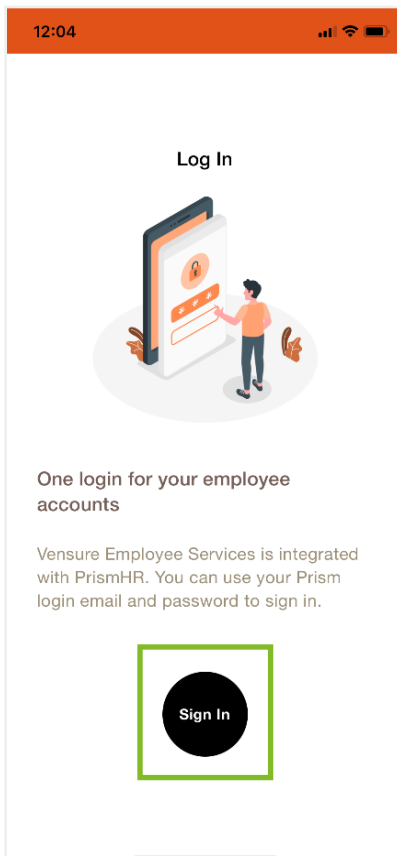 12:04
Log In
One login for your employee
accounts
Vensure Employee Services is integrated
with PrismHR. You can use your Prism
login email and password to sign in.
Sign In